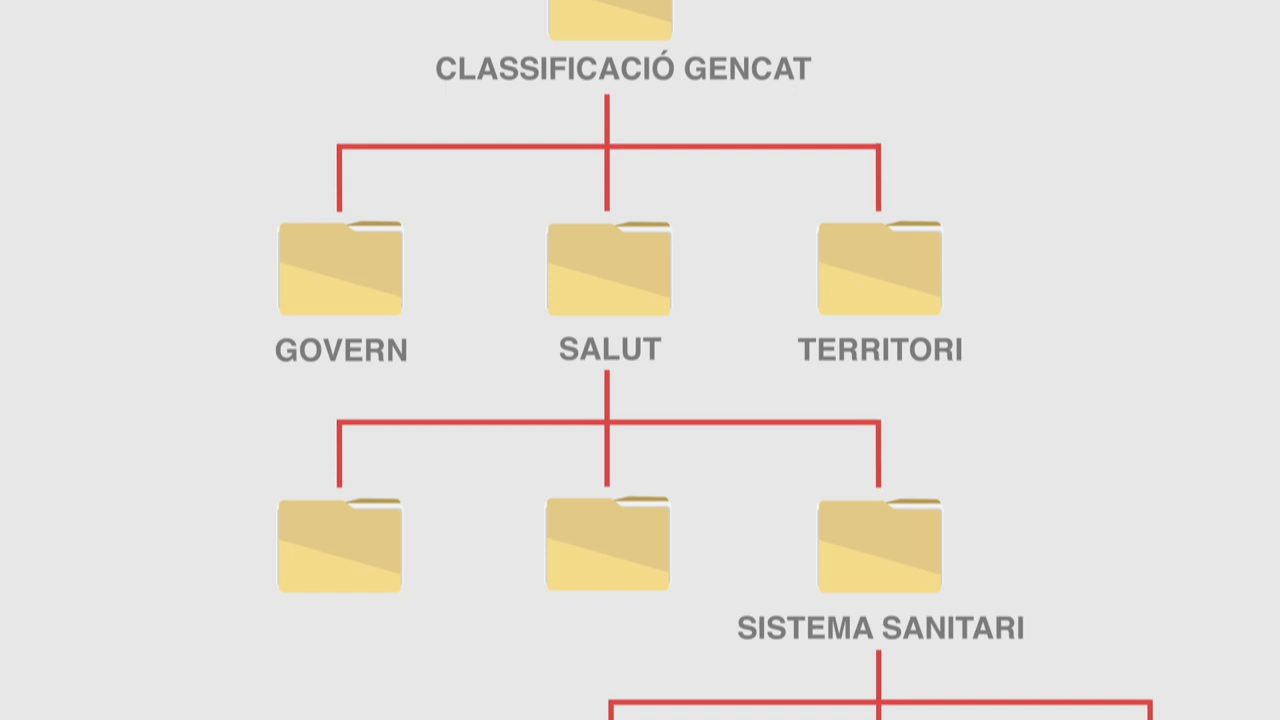 CLASSIFICACIÓ GENCAT
GOVERN
SALUT
TERRITORI
SISTEMA SANITARI